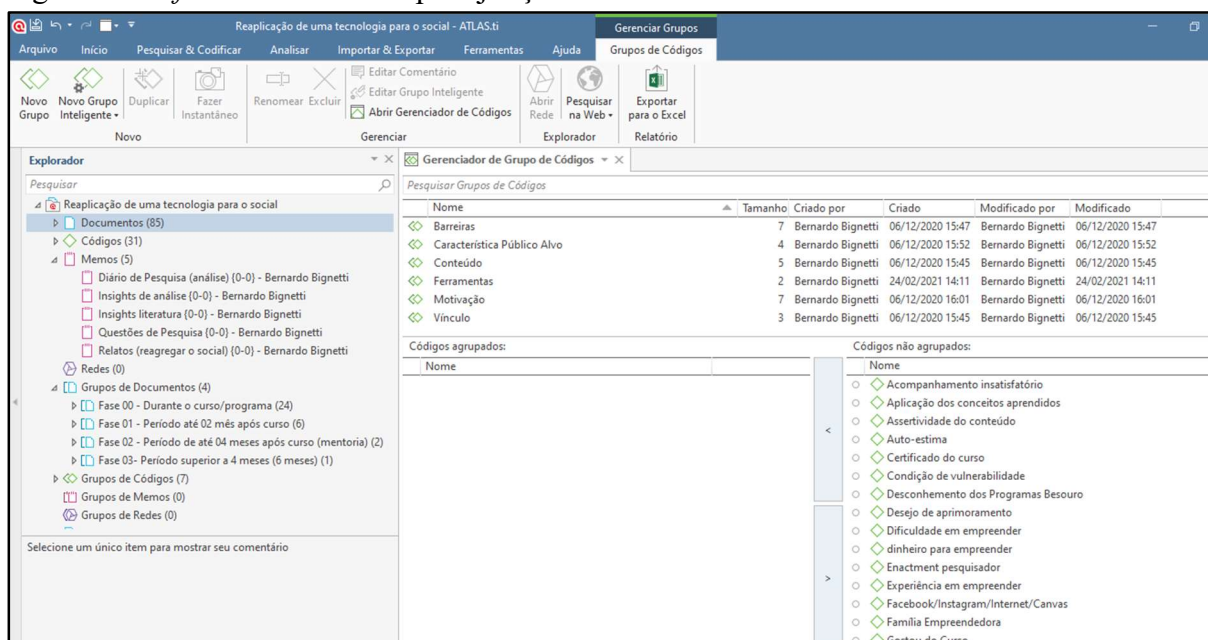 Reaplicação de uma tecnologia para o social - ATLAS.ti
Gerenciar Grupos
Arquivo Início Pesquisar & Codificar Analisar Importar & Exportar Ferramentas Ajuda Grupos de Códigos
Novo Grupo
Novo Grupo Inteligente
Duplicar
Fazer Instantâneo
Novo
Renomear Excluir
Editar Comentário
Editar Grupo Inteligente
Abrir Gerenciador de Códigos
Gerenciar
Abrir Rede
Pesquisar na Web
Explorador
Exportar para o Excel
Relatório
Explorador
Pesquisar
Reaplicação de uma tecnologia para o social
Documentos (85)
Códigos (31)
Memos (5)
Diário de Pesquisa (análise) {0-0} - Bernardo Bignetti
Insights de análise {0-0} - Bernardo Bignetti
Insights literatura {0-0} - Bernardo Bignetti
Questões de Pesquisa {0-0} - Bernardo Bignetti
Relatos (reagregar o social) {0-0} - Bernardo Bignetti
Redes (0)
Grupos de Documentos (4)
Fase 00 - Durante o curso/programa (24)
Fase 01 - Período até 02 mês após curso (6)
Fase 02 - Período de até 04 meses após curso (mentoria) (2)
Fase 03- Período superior a 4 meses (6 meses) (1)
Grupos de Códigos (7)
Grupos de Memos (0)
Grupos de Redes (0)
Selecione um único item para mostrar seu comentário
Gerenciador de Grupo de Códigos
Pesquisar Grupos de Códigos
Nome Tamanho Criado por Criado Modificado por Modificado
Barreiras 7 Bernardo Bignetti 06/12/2020 15:47 Bernardo Bignetti 06/12/2020 15:47
Característica Público Alvo 4 Bernardo Bignetti 06/12/2020 15:52 Bernardo Bignetti 06/12/2020 15:52
Conteúdo 5 Bernardo Bignetti 06/12/2020 15:45 Bernardo Bignetti 06/12/2020 15:45
Ferramentas 2 Bernardo Bignetti 24/02/2021 14:11 Bernardo Bignetti 24/02/2021 14:11
Motivação 7 Bernardo Bignetti 06/12/2020 16:01 Bernardo Bignetti 06/12/2020 16:01
Vínculo 3 Bernardo Bignetti 06/12/2020 15:45 Bernardo Bignetti 06/12/2020 15:45
Códigos agrupados:
Nome
<
>
Códigos não agrupados:
Nome
Acompanhamento insatisfatório
Aplicação dos conceitos aprendidos
Assertividade do conteúdo
Auto-estima
Certificado do curso
Condição de vulnerabilidade
Desconhemento dos Programas Besouro
Desejo de aprimoramento
Dificuldade em empreender
dinheiro para empreender
Enactment pesquisador
Experiência em empreender
Facebook/Instagram/Internet/Canvas
Família Empreendedora